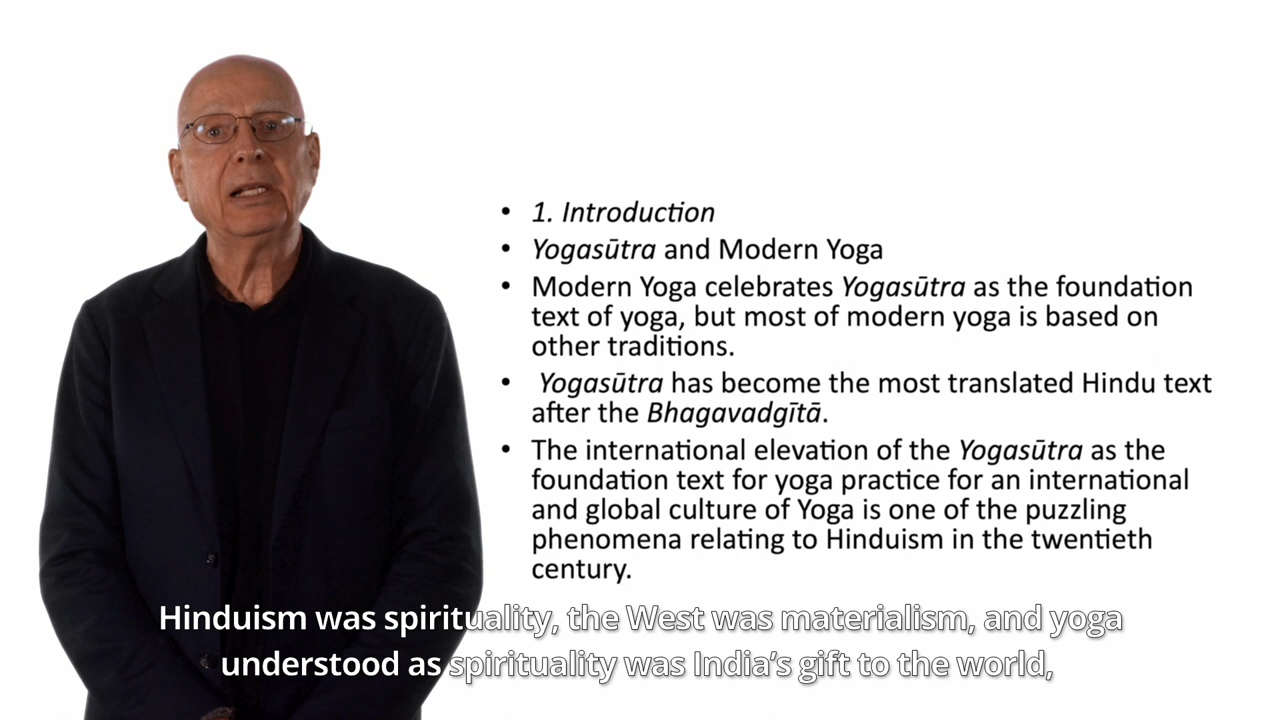 • 1. Introduction
• Yogasūtra and Modern Yoga
• Modern Yoga celebrates Yogasūtra as the foundation
text of yoga, but most of modern yoga is based on
other traditions.
• Yogasūtra has become the most translated Hindu text
after the Bhagavadgītā.
• The international elevation of the Yogasūtra as the
foundation text for yoga practice for an international
and global culture of Yoga is one of the puzzling
phenomena relating to Hinduism in the twentieth
century.
Hinduism was spirituality, the West was materialism, and yoga
understood as spirituality was India’s gift to the world,